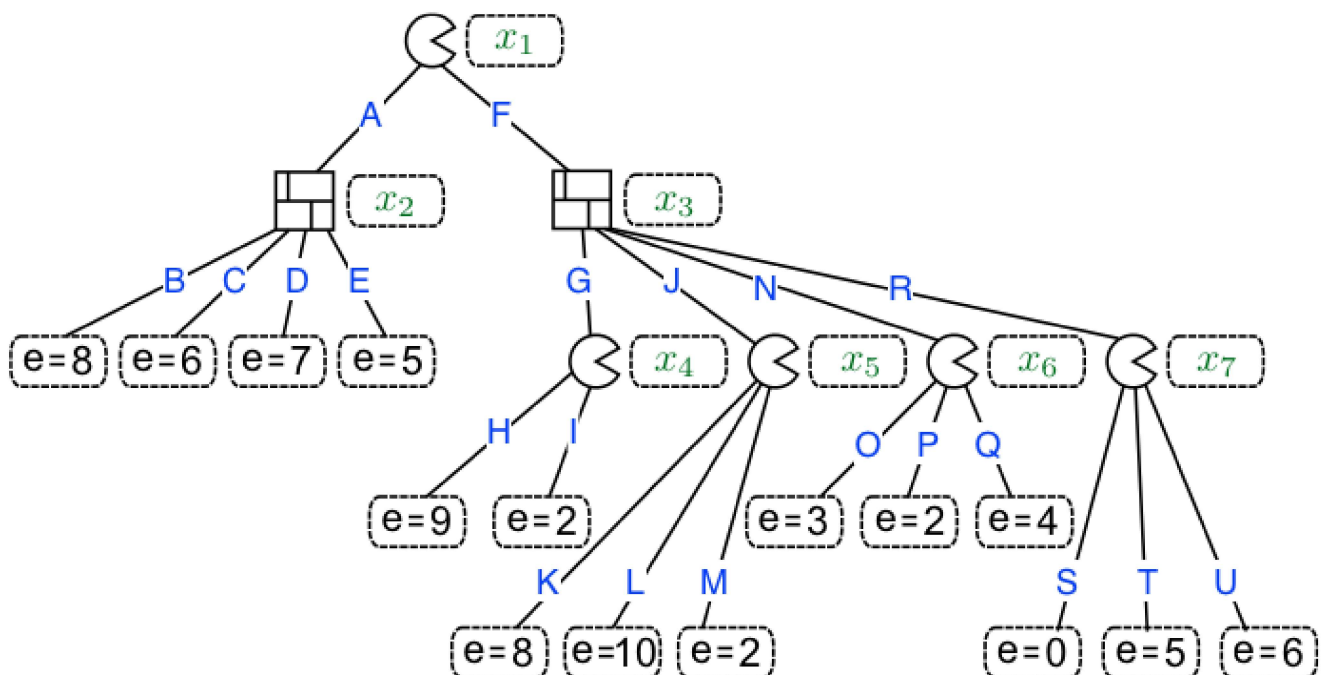 x₁
A F
x₂ x₃
B C D E G J N R
e=8 e=6 e=7 e=5 x₄ x₅ x₆ x₇
H I O P Q
e=9 e=2 e=3 e=2 e=4
K L M S T U
e=8 e=10 e=2 e=0 e=5 e=6